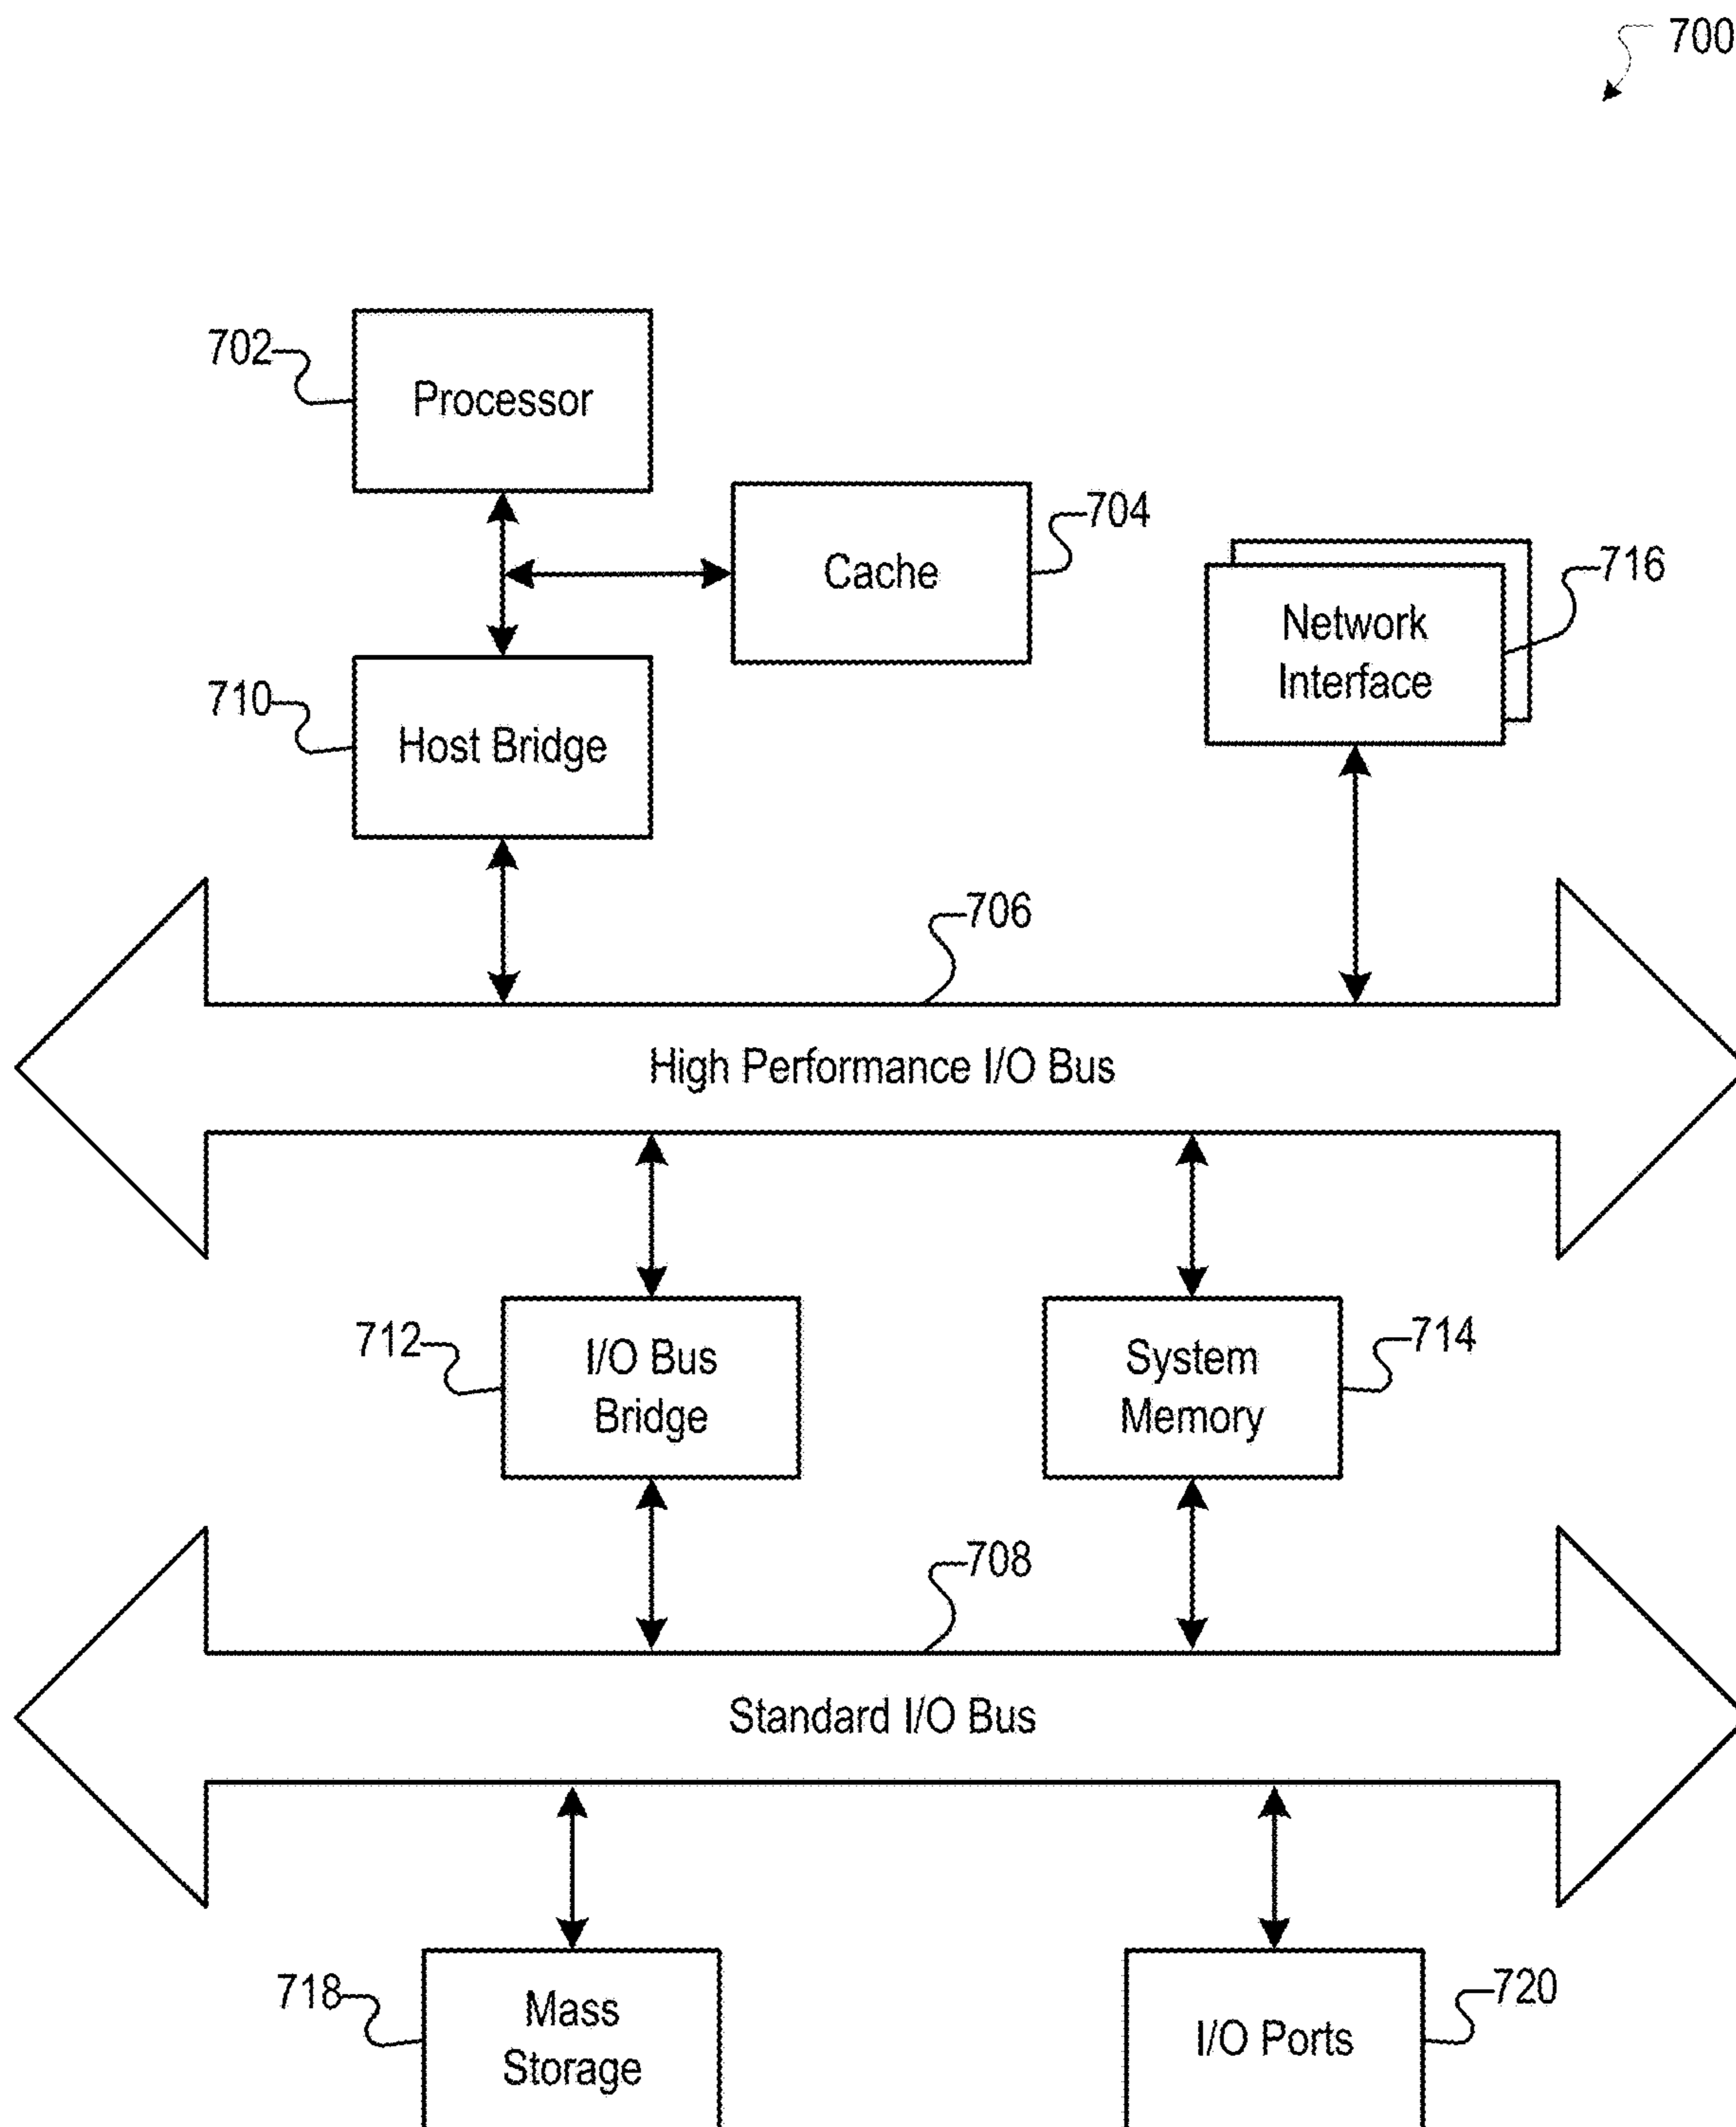 700
702
Processor
704
Cache
716
Network
Interface
710
Host Bridge
706
High Performance I/O Bus
712
I/O Bus
Bridge
714
System
Memory
708
Standard I/O Bus
718
Mass
Storage
720
I/O Ports